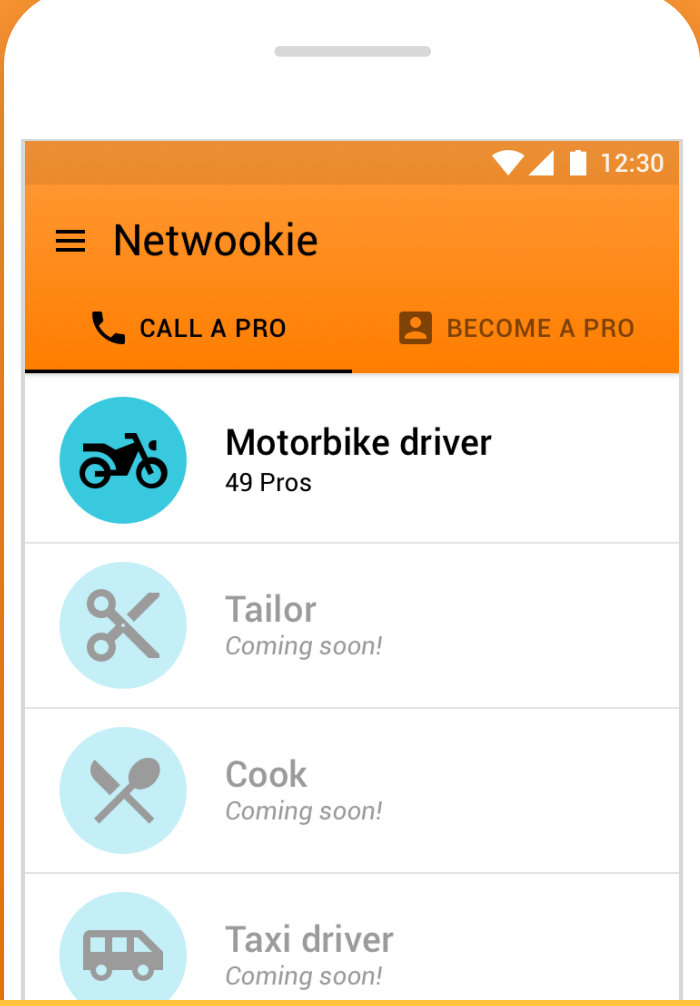 12:30
Netwookie
CALL A PRO
BECOME A PRO
Motorbike driver
49 Pros
Tailor
Coming soon!
Cook
Coming soon!
Taxi driver
Coming soon!